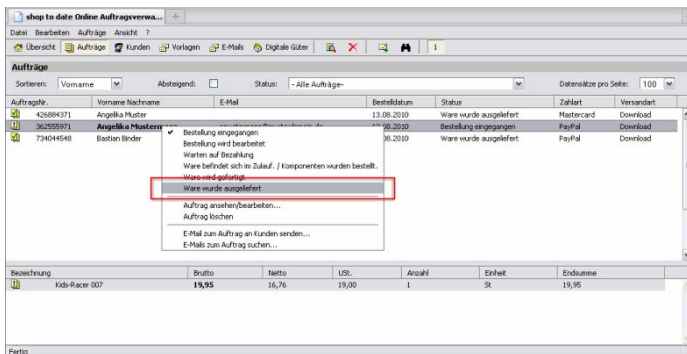 shop to date Online Auftragsverwa...
Datei Bearbeiten Aufträge Ansicht ?
Übersicht Aufträge Kunden Vorlagen E-Mails Digitale Güter 1
Aufträge
Sortieren: Vorname Absteigend: Status: -Alle Aufträge- Datensätze pro Seite: 100
AuftragsNr. Vorname Nachname E-Mail Bestelldatum Status Zahlart Versandart
426884371 Angelika Muster 13.08.2010 Ware wurde ausgeliefert Mastercard Download
362555971 Angelika Musterm .08.2010 Bestellung eingegangen PayPal Download
734044548 Bastian Binder 08.2010 Ware wurde ausgeliefert PayPal Download
Bestellung eingegangen
Bestellung wird bearbeitet
Warten auf Bezahlung
Ware befindet sich im Zulauf. / Komponenten wurden bestellt.
Ware wird gefertigt
Ware wurde ausgeliefert
Auftrag ansehen/bearbeiten...
Auftrag löschen
E-Mail zum Auftrag an Kunden senden...
E-Mails zum Auftrag suchen...
Bezeichnung Brutto Netto USt. Anzahl Einheit Endsumme
Kids-Racer 007 19,95 16,76 19,00 1 St 19,95
Fertig